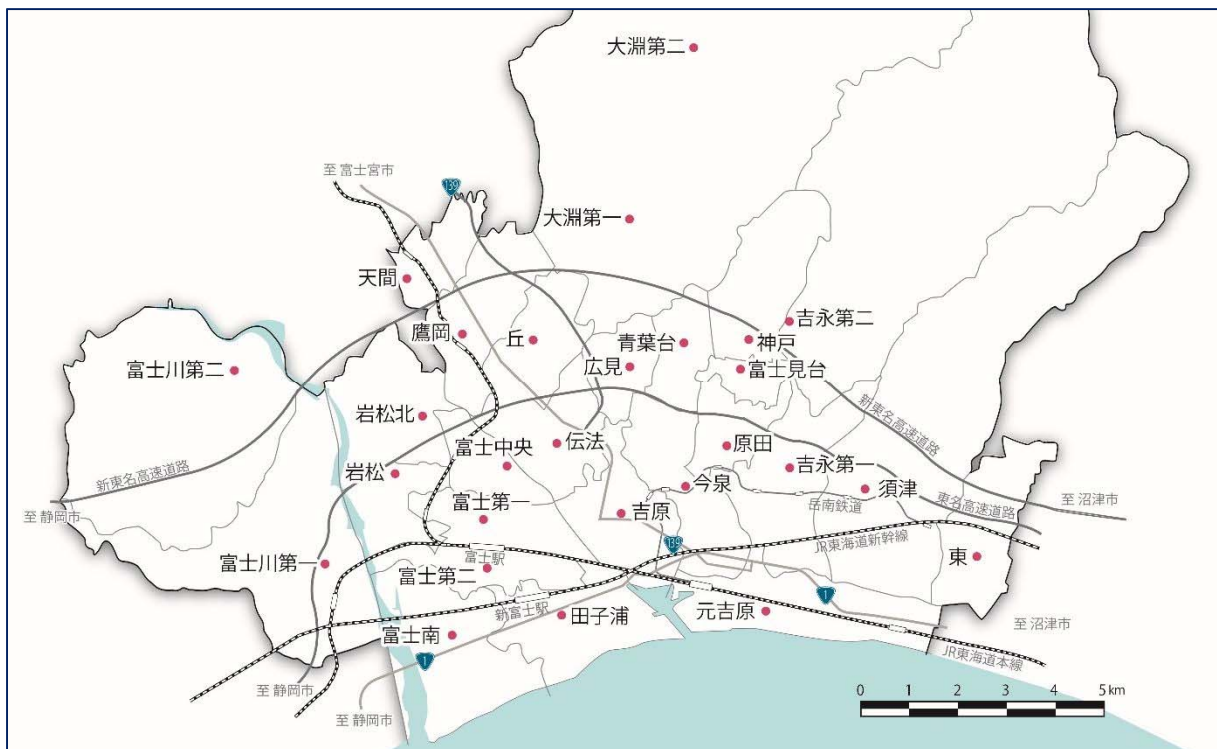 大淵第二
至 富士宮市
139
大淵第一
天間
吉永第二
鷹岡
丘
青葉台
神戸
富士川第二
広見
富士見台
岩松北
新東名高速道路
伝法
富士中央
原田
吉永第一
新東名高速道路
岩松
今泉
須津
至 沼津市
富士第一
吉原
岳南鉄道
東名高速道路
至 静岡市
139
JR東海道新幹線
富士駅
東
富士川第一
富士第二
1
新富士駅
田子浦
元吉原
至 沼津市
富士南
1
JR東海道本線
至 静岡市
至 静岡市
0 1 2 3 4 5km